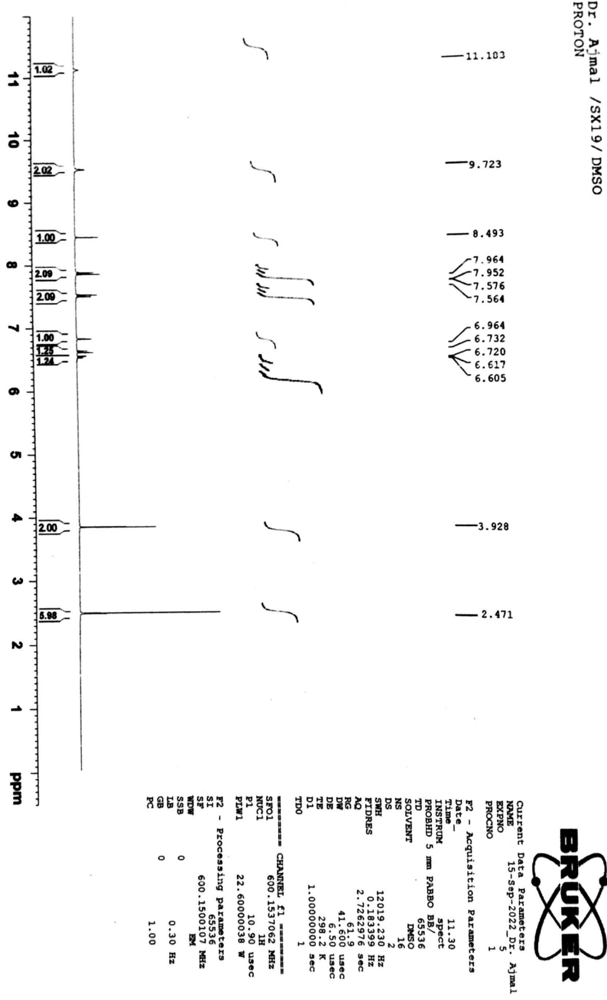 Dr. Ajmal /SX19/DMSO
PROTON
11.183
9.723
8.493
7.964
7.952
7.576
7.564
6.964
6.732
6.720
6.617
6.605
3.928
2.471
1.02
2.02
1.00
2.09
2.09
1.00
1.25
1.24
2.00
5.98
11 10 9 8 7 6 5 4 3 2 1 ppm
BRUKER
Current Data Parameters
NAME 15-Sep-2022_Dr. Ajmal
EXPNO 5
PROCNO 1
F2 - Acquisition Parameters
Date_
Time 11.30
INSTRUM spect
PROBHD 5 mm PABBO BB/
TD 65536
SOLVENT DMSO
NS 16
DS 2
SWH 12019.230 Hz
FIDRES 0.183399 Hz
AQ 2.7262976 sec
RG 61.9
DW 41.600 usec
DE 6.50 usec
TE 298.2 K
D1 1.00000000 sec
TD0 1
======== CHANNEL f1 ========
SFO1 600.1537062 MHz
NUC1 1H
P1 10.90 usec
PLW1 22.60000038 W
F2 - Processing parameters
SI 65536
SF 600.1500107 MHz
WDW EM
SSB 0
LB 0.30 Hz
GB 0
PC 1.00